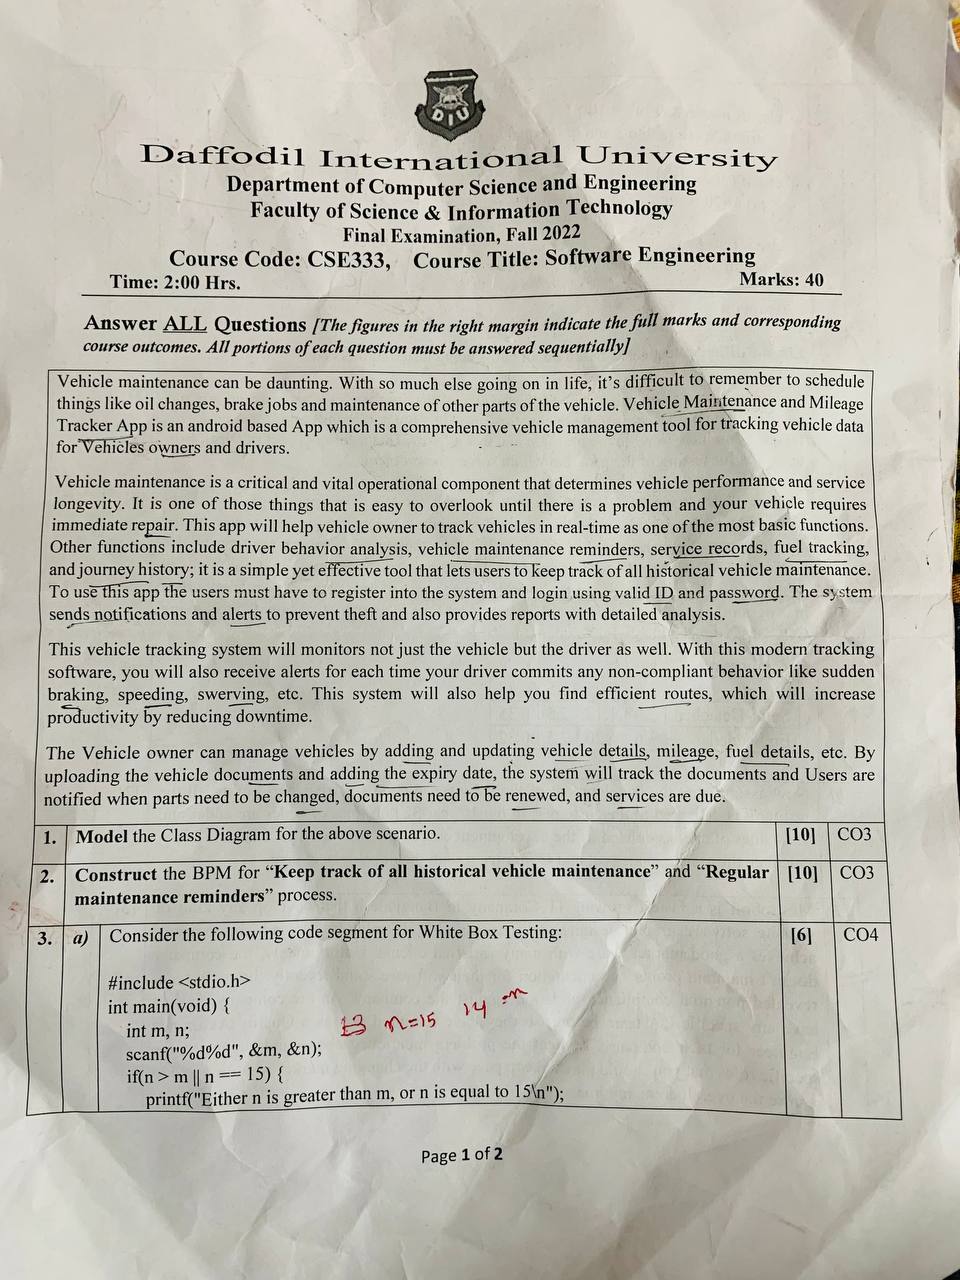 DIU
Daffodil International University
Department of Computer Science and Engineering
Faculty of Science & Information Technology
Final Examination, Fall 2022
Course Code: CSE333, Course Title: Software Engineering
Time: 2:00 Hrs. Marks: 40
Answer ALL Questions [The figures in the right margin indicate the full marks and corresponding
course outcomes. All portions of each question must be answered sequentially]
Vehicle maintenance can be daunting. With so much else going on in life, it's difficult to remember to schedule
things like oil changes, brake jobs and maintenance of other parts of the vehicle. Vehicle Maintenance and Mileage
Tracker App is an android based App which is a comprehensive vehicle management tool for tracking vehicle data
for Vehicles owners and drivers.
Vehicle maintenance is a critical and vital operational component that determines vehicle performance and service
longevity. It is one of those things that is easy to overlook until there is a problem and your vehicle requires
immediate repair. This app will help vehicle owner to track vehicles in real-time as one of the most basic functions.
Other functions include driver behavior analysis, vehicle maintenance reminders, service records, fuel tracking,
and journey history; it is a simple yet effective tool that lets users to keep track of all historical vehicle maintenance.
To use this app the users must have to register into the system and login using valid ID and password. The system
sends notifications and alerts to prevent theft and also provides reports with detailed analysis.
This vehicle tracking system will monitors not just the vehicle but the driver as well. With this modern tracking
software, you will also receive alerts for each time your driver commits any non-compliant behavior like sudden
braking, speeding, swerving, etc. This system will also help you find efficient routes, which will increase
productivity by reducing downtime.
The Vehicle owner can manage vehicles by adding and updating vehicle details, mileage, fuel details, etc. By
uploading the vehicle documents and adding the expiry date, the system will track the documents and Users are
notified when parts need to be changed, documents need to be renewed, and services are due.
1. Model the Class Diagram for the above scenario. [10] CO3
2. Construct the BPM for "Keep track of all historical vehicle maintenance" and "Regular [10] CO3
maintenance reminders" process.
3. a) Consider the following code segment for White Box Testing: [6] CO4
#include <stdio.h>
int main(void) {
int m, n;
scanf("%d%d", &m, &n);
if(n > m || n == 15) {
printf("Either n is greater than m, or n is equal to 15\n");
n=15 14
Page 1 of 2